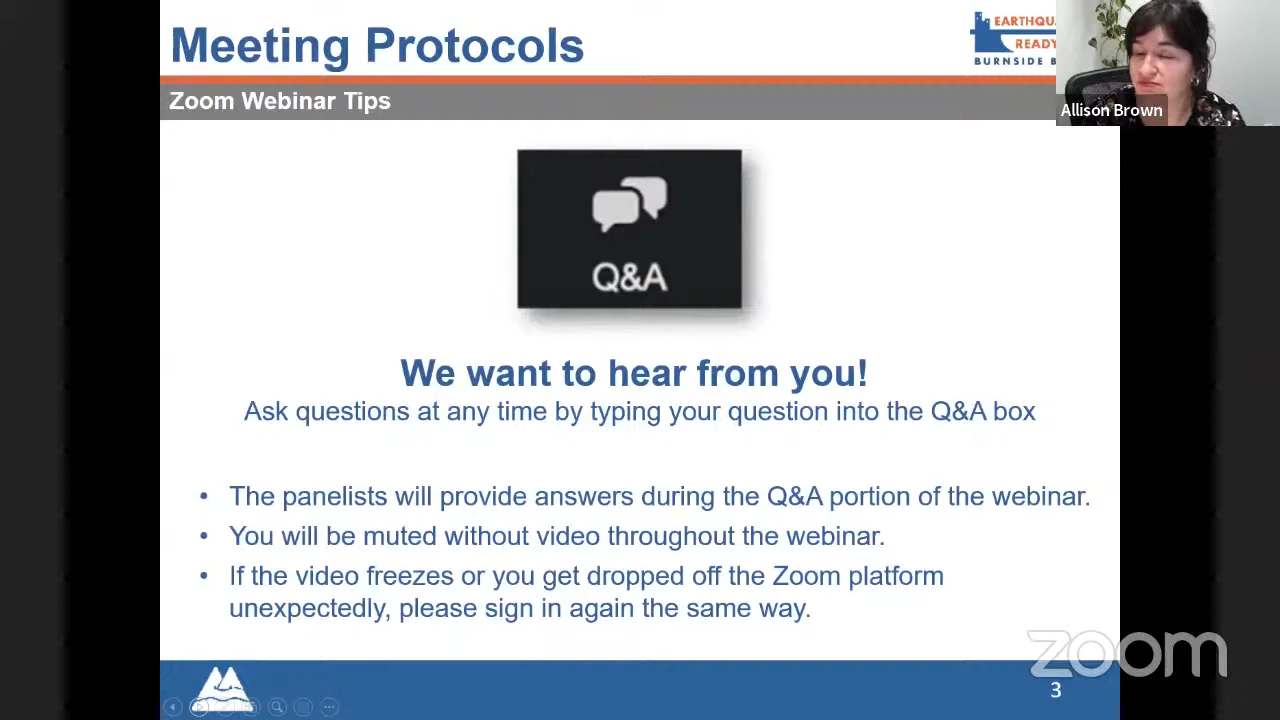 Meeting Protocols
EARTHQUA
READY
BURNSIDE B
Allison Brown
Zoom Webinar Tips
Q&A
We want to hear from you!
Ask questions at any time by typing your question into the Q&A box
• The panelists will provide answers during the Q&A portion of the webinar.
• You will be muted without video throughout the webinar.
• If the video freezes or you get dropped off the Zoom platform
unexpectedly, please sign in again the same way.
zoom
3